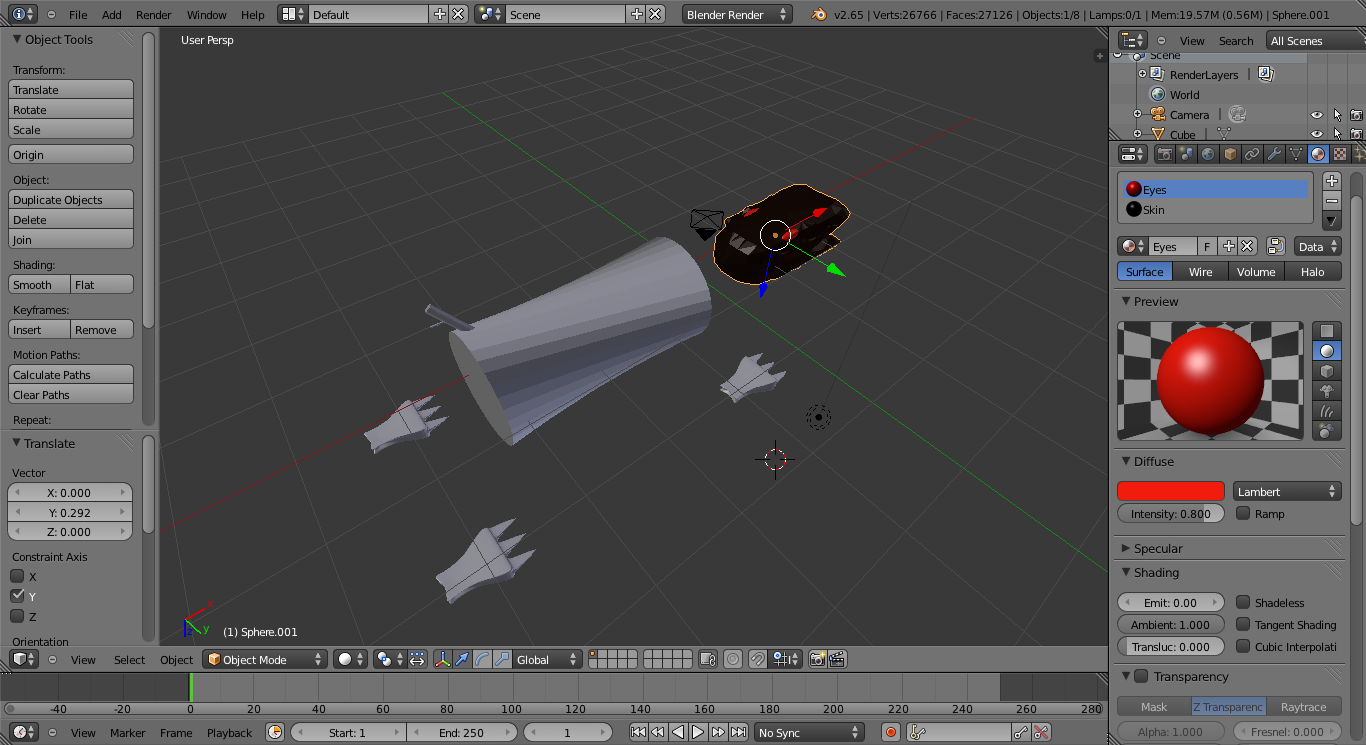 File Add Render Window Help Default Scene Blender Render v2.65 | Verts:26766 | Faces:27126 | Objects:1/8 | Lamps:0/1 | Mem:19.57M (0.56M) | Sphere.001
Object Tools
Transform:
Translate
Rotate
Scale
Origin
Object:
Duplicate Objects
Delete
Join
Shading:
Smooth Flat
Keyframes:
Insert Remove
Motion Paths:
Calculate Paths
Clear Paths
Repeat:
Translate
Vector
X: 0.000
Y: 0.292
Z: 0.000
Constraint Axis
X
Y
Z
Orientation
User Persp
x
y
z
(1) Sphere.001
View Select Object Object Mode Global
View Search All Scenes
Scene
RenderLayers
World
Camera
Cube
Eyes
Skin
Eyes F Data
Surface Wire Volume Halo
Preview
Diffuse
Lambert
Intensity: 0.800 Ramp
Specular
Shading
Emit: 0.00 Shadeless
Ambient: 1.000 Tangent Shading
Transluc: 0.000 Cubic Interpolati
Transparency
Mask Z Transparenc Raytrace
Alpha: 1.000 Fresnel: 0.000
-40 -20 0 20 40 60 80 100 120 140 160 180 200 220 240 260 280
View Marker Frame Playback Start: 1 End: 250 1 No Sync